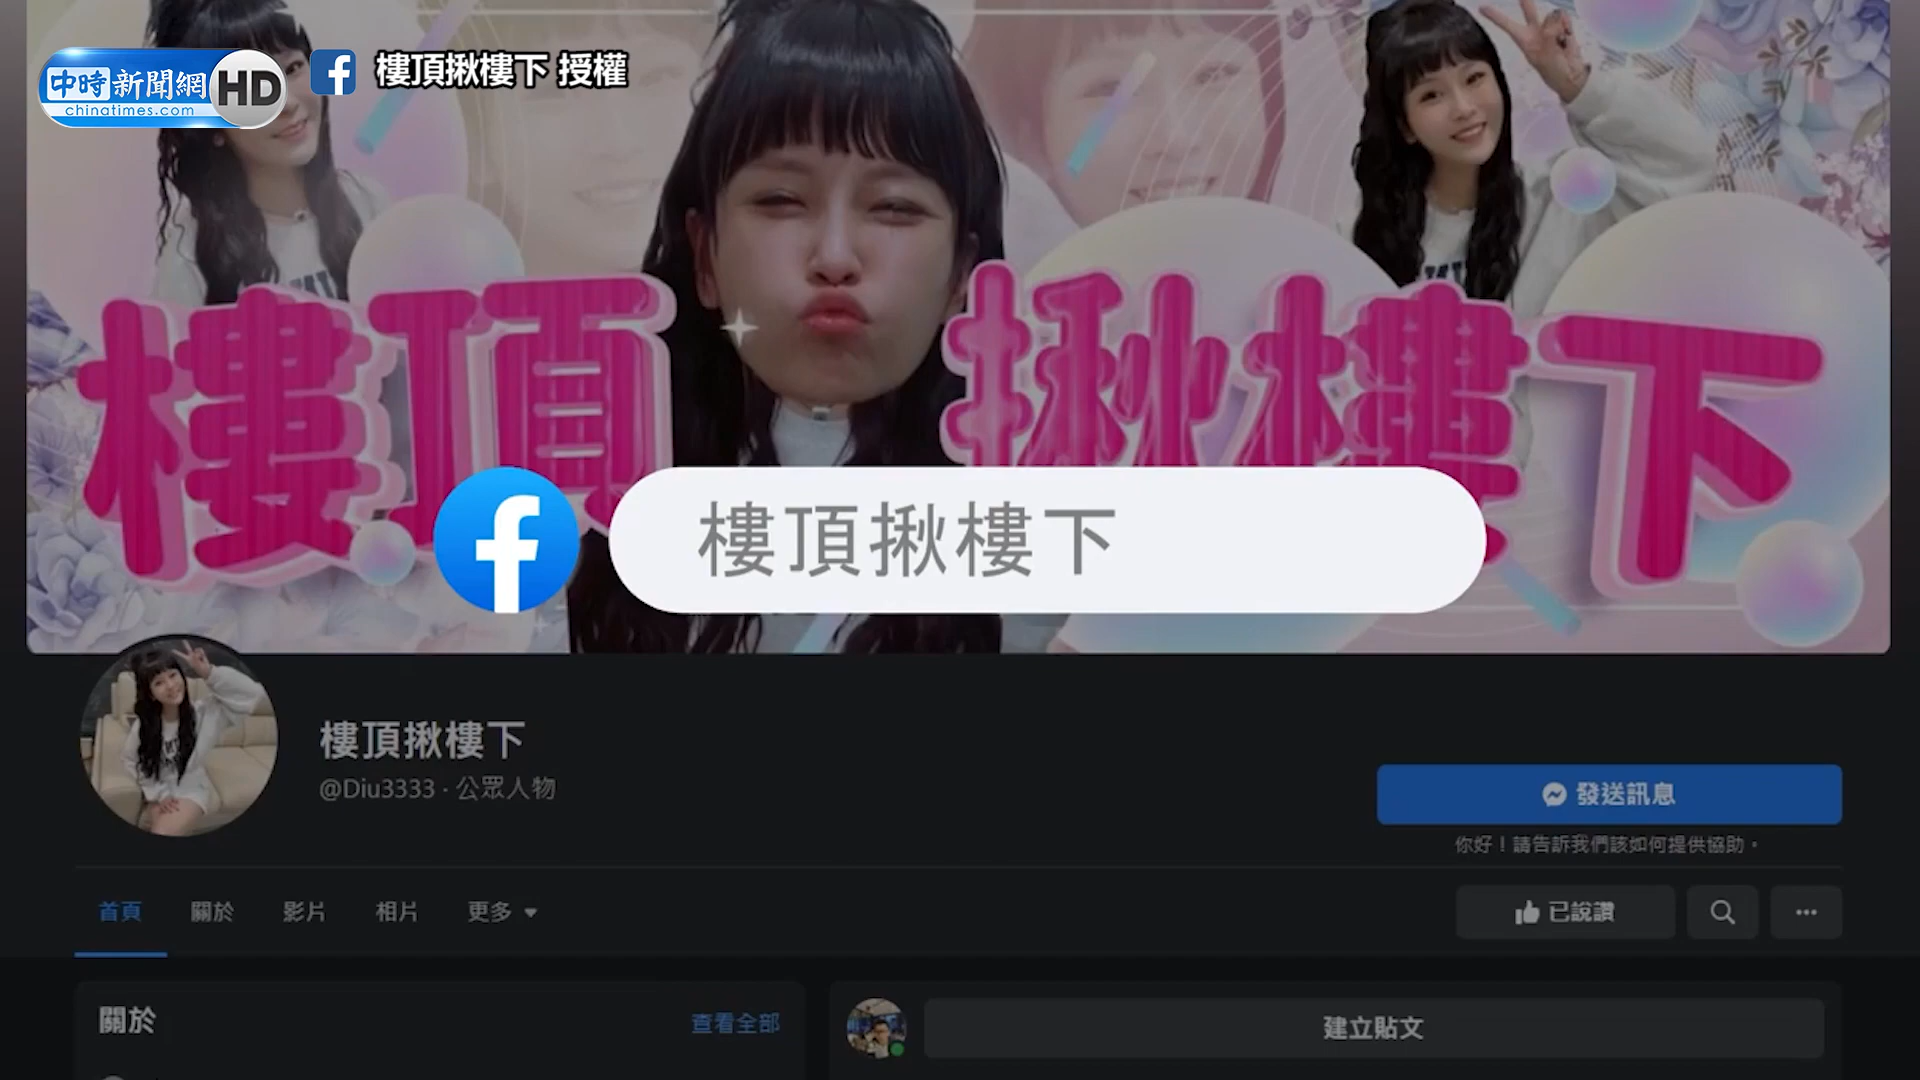 中時新聞網 HD
chinatimes.com
樓頂揪樓下 授權
樓頂揪樓下
樓頂揪樓下
樓頂揪樓下
@Diu3333 · 公眾人物
發送訊息
你好！請告訴我們該如何提供協助。
首頁 關於 影片 相片 更多
已說讚
關於
查看全部
建立貼文